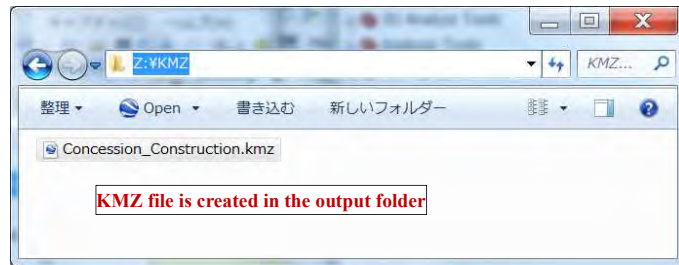 Z:¥KMZ
KMZ...
整理 Open 書き込む 新しいフォルダー
Concession_Construction.kmz
KMZ file is created in the output folder